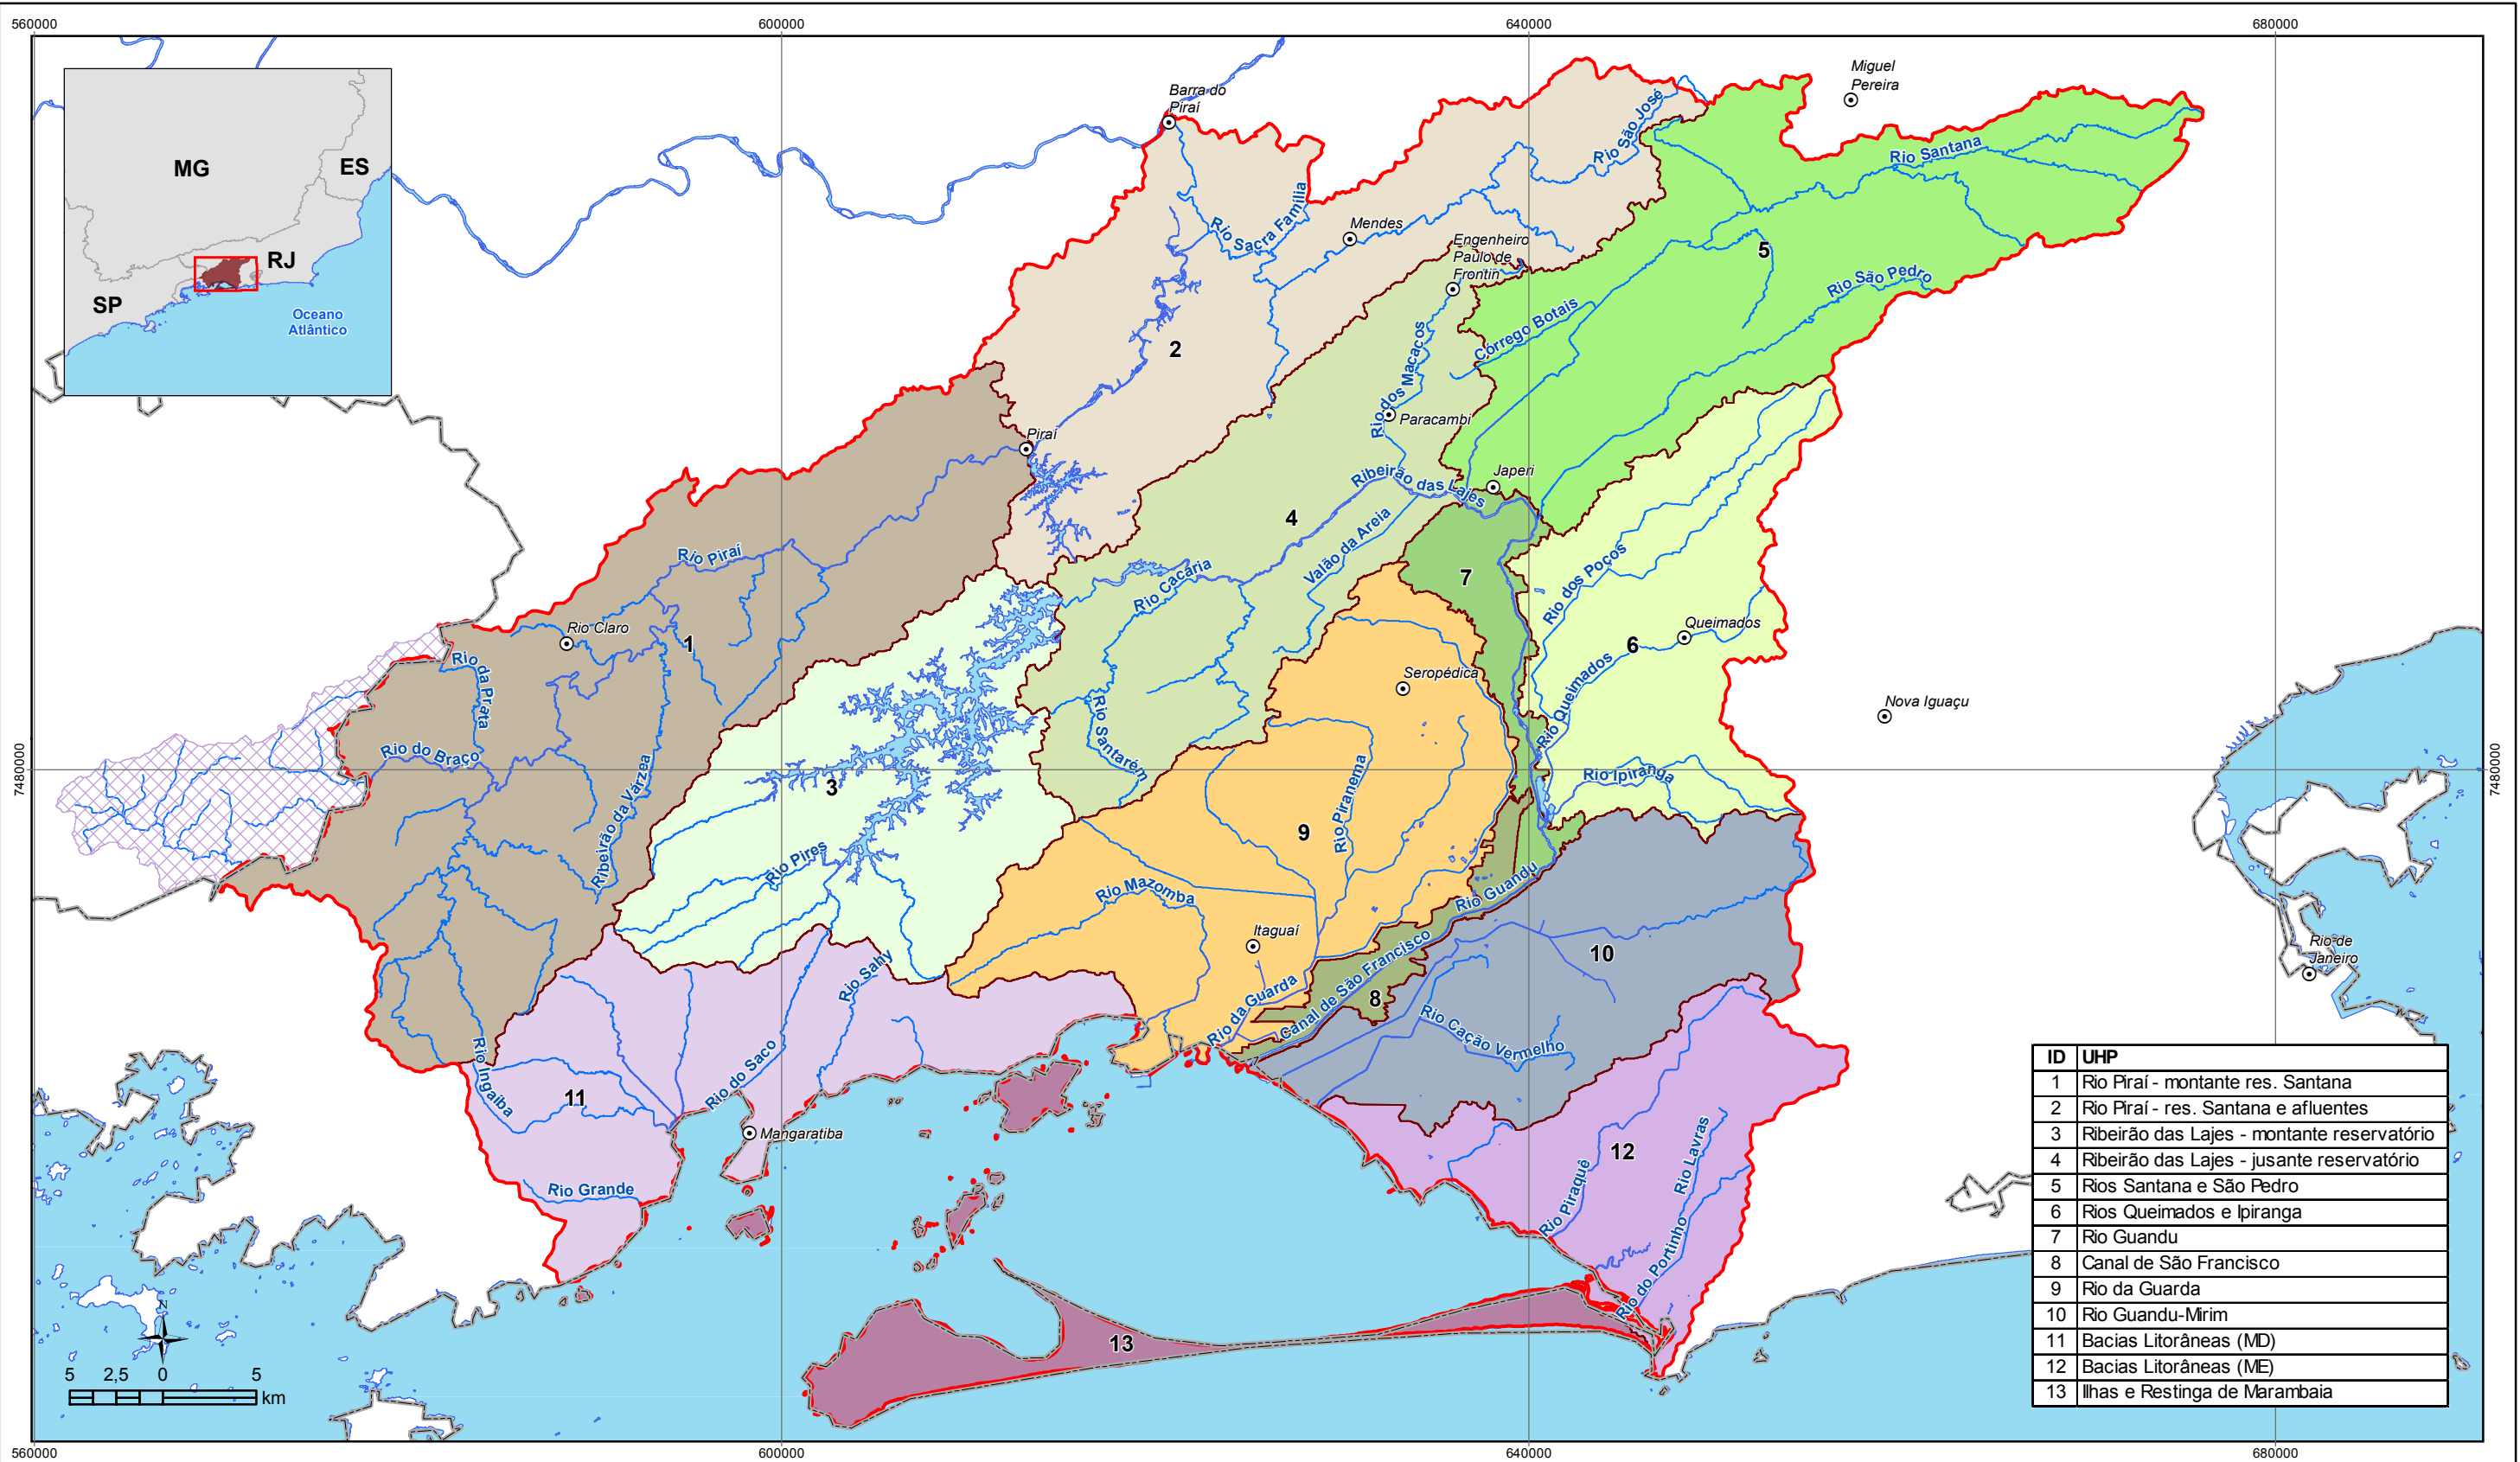 560000
600000
640000
680000
MG
ES
RJ
SP
Oceano
Atlântico
Barra do
Piraí
Miguel
Pereira
Rio São José
Rio Santana
Rio Sacra Família
Mendes
Engenheiro
Paulo de
Frontin
5
Rio São Pedro
Córrego Botais
2
Rio dos Macacos
Paracambi
Piraí
Japeri
Ribeirão das Lajes
4
Valão da Areia
Rio Piraí
Rio Cacaria
7
Rio dos Poços
Rio Claro
1
Queimados
6
Rio da Prata
Seropédica
Rio Queimados
Nova Iguaçu
Rio Santarém
Rio do Braço
7480000
7480000
3
Rio Ipiranga
Ribeirão da Varzea
Rio Piranema
9
Rio Pires
Rio Mazomba
Rio Guandu
Itaguaí
10
Rio Sahy
Rio da Guarda
Canal de São Francisco
8
Rio de
Janeiro
Rio Cação Vermelho
Rio Ingaíba
11
Rio do Saco
Mangaratiba
12
Rio Lavras
Rio Piraquê
Rio Grande
Rio do Portinho
13
N
5 2,5 0 5
km
ID UHP
1 Rio Piraí - montante res. Santana
2 Rio Piraí - res. Santana e afluentes
3 Ribeirão das Lajes - montante reservatório
4 Ribeirão das Lajes - jusante reservatório
5 Rios Santana e São Pedro
6 Rios Queimados e Ipiranga
7 Rio Guandu
8 Canal de São Francisco
9 Rio da Guarda
10 Rio Guandu-Mirim
11 Bacias Litorâneas (MD)
12 Bacias Litorâneas (ME)
13 Ilhas e Restinga de Marambaia
560000
600000
640000
680000